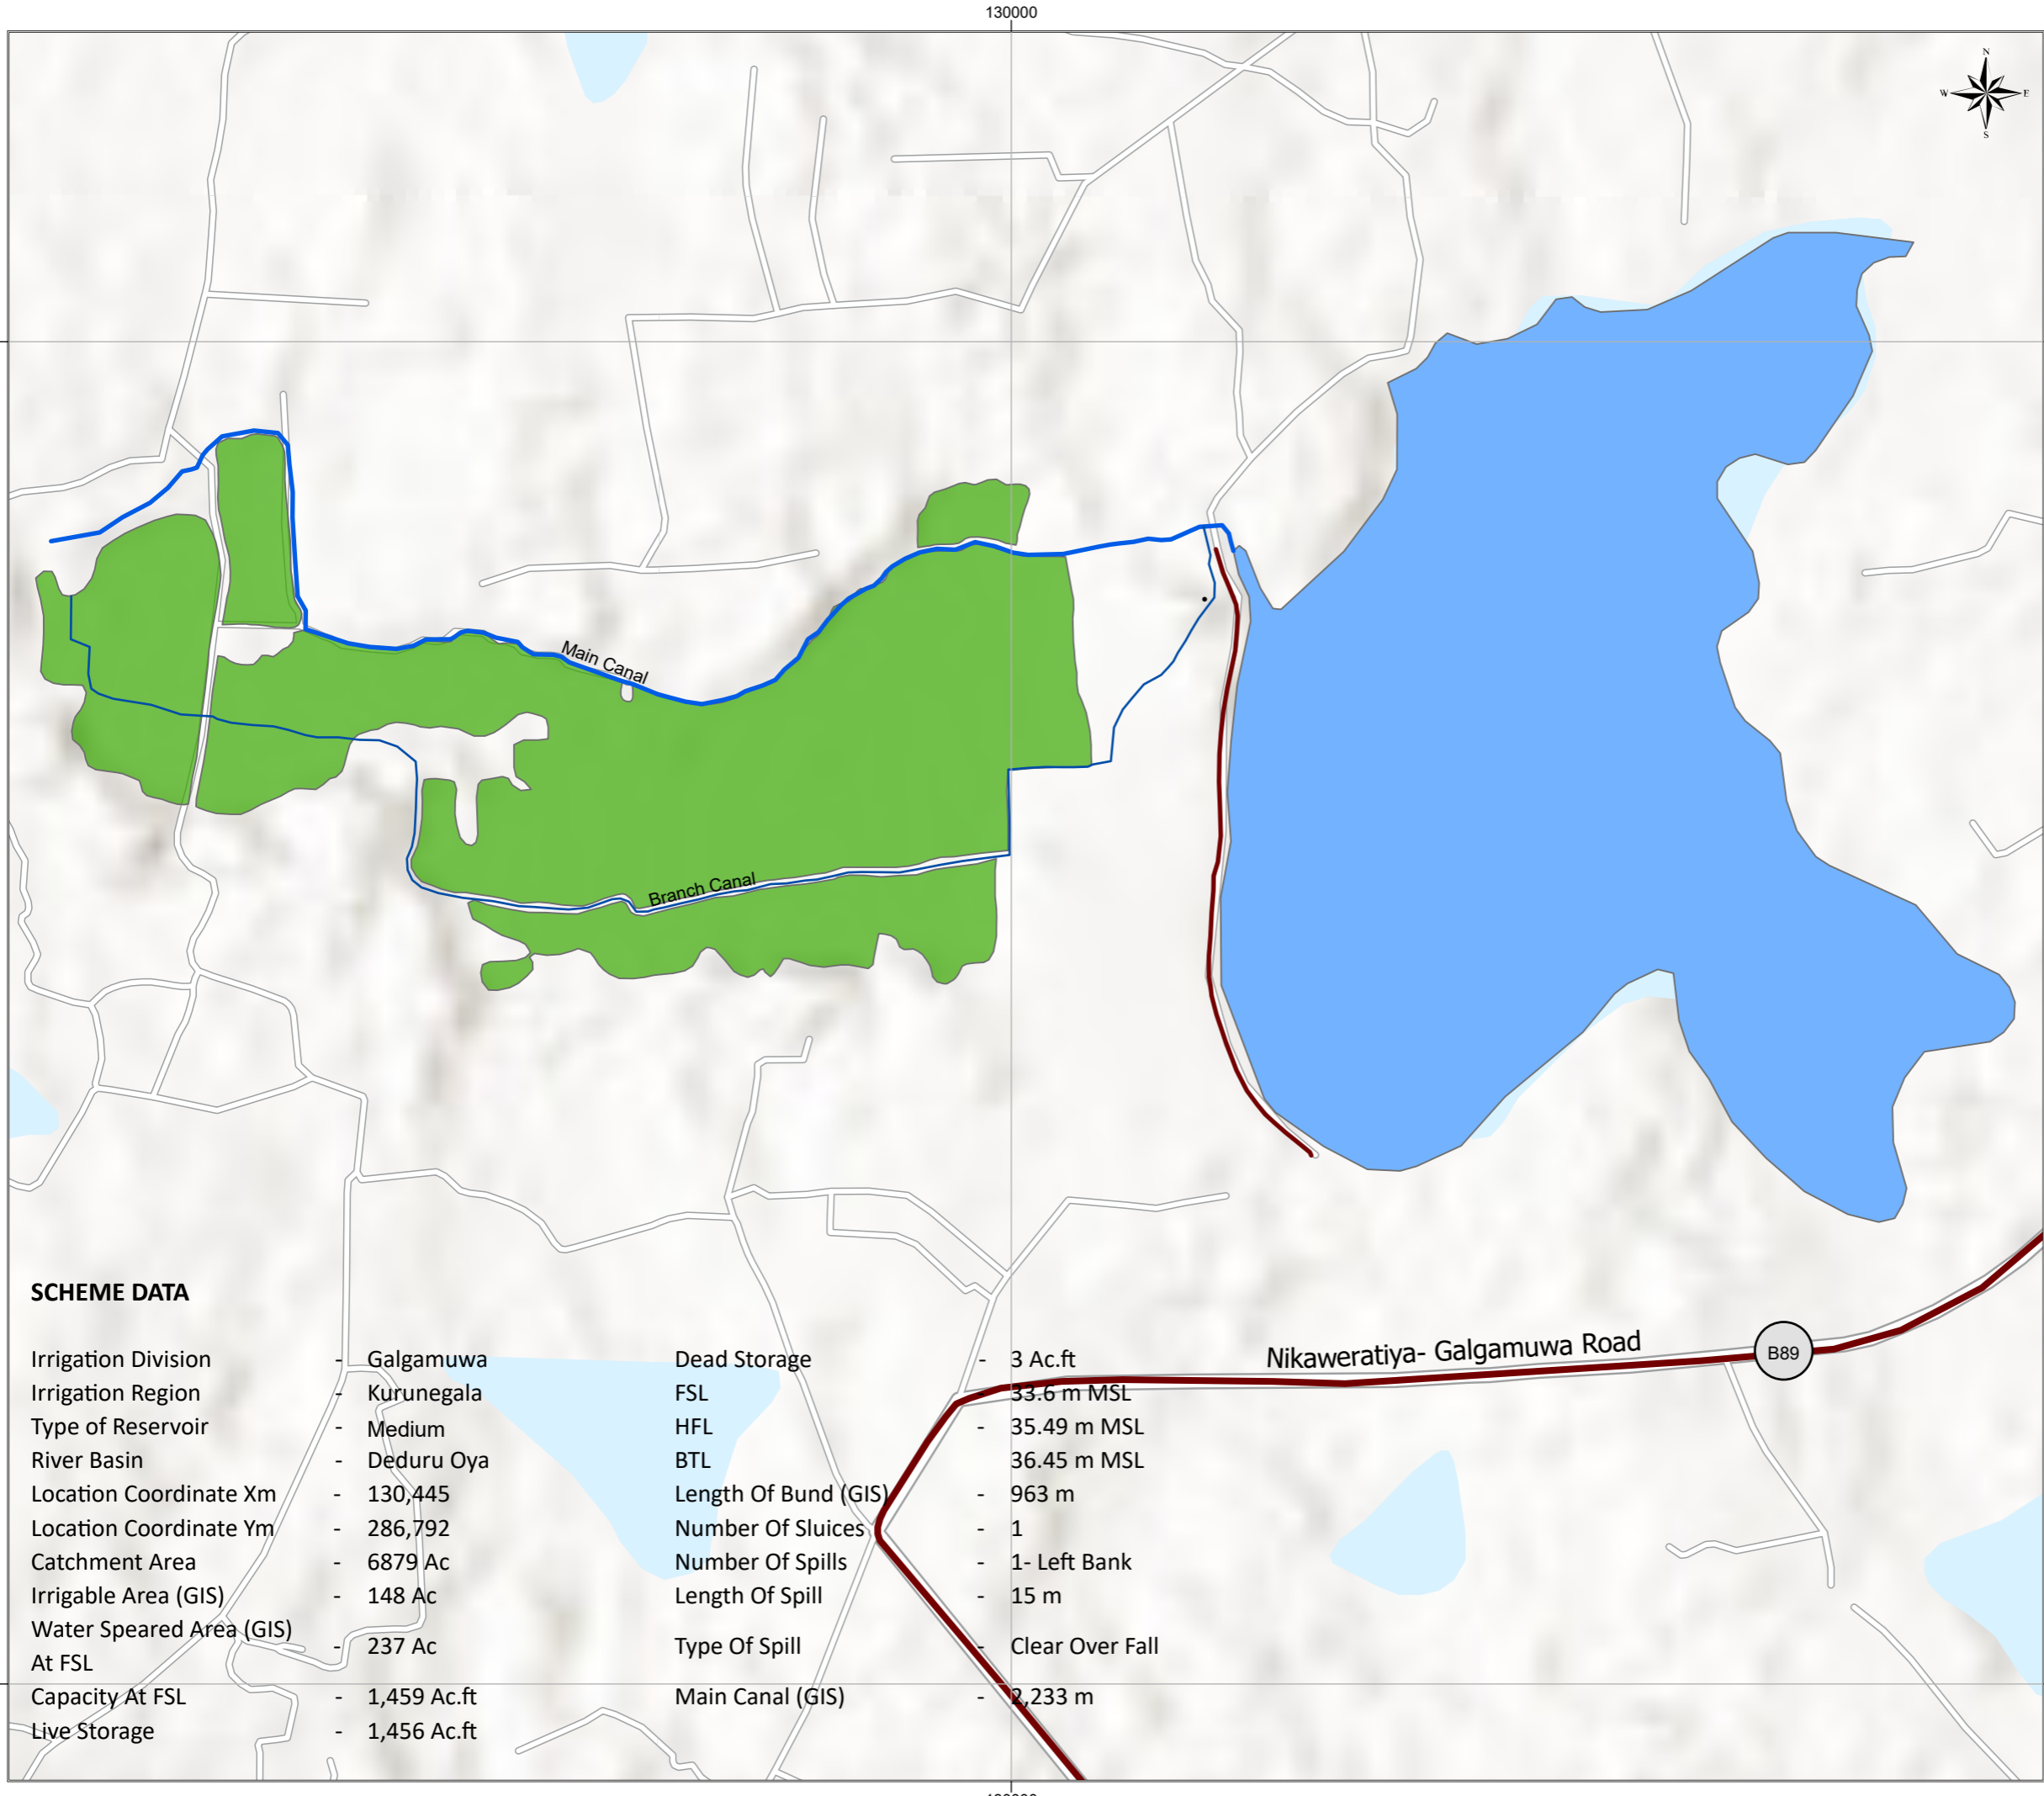 130000
N
W E
S
Main Canal
Branch Canal
SCHEME DATA
Irrigation Division - Galgamuwa
Irrigation Region - Kurunegala
Type of Reservoir - Medium
River Basin - Deduru Oya
Location Coordinate Xm - 130,445
Location Coordinate Ym - 286,792
Catchment Area - 6879 Ac
Irrigable Area (GIS) - 148 Ac
Water Speared Area (GIS)
At FSL - 237 Ac
Capacity At FSL - 1,459 Ac.ft
Live Storage - 1,456 Ac.ft
Dead Storage - 3 Ac.ft
FSL 33.6 m MSL
HFL - 35.49 m MSL
BTL 36.45 m MSL
Length Of Bund (GIS) - 963 m
Number Of Sluices - 1
Number Of Spills - 1- Left Bank
Length Of Spill - 15 m
Type Of Spill - Clear Over Fall
Main Canal (GIS) - 2,233 m
Nikaweratiya- Galgamuwa Road
B89